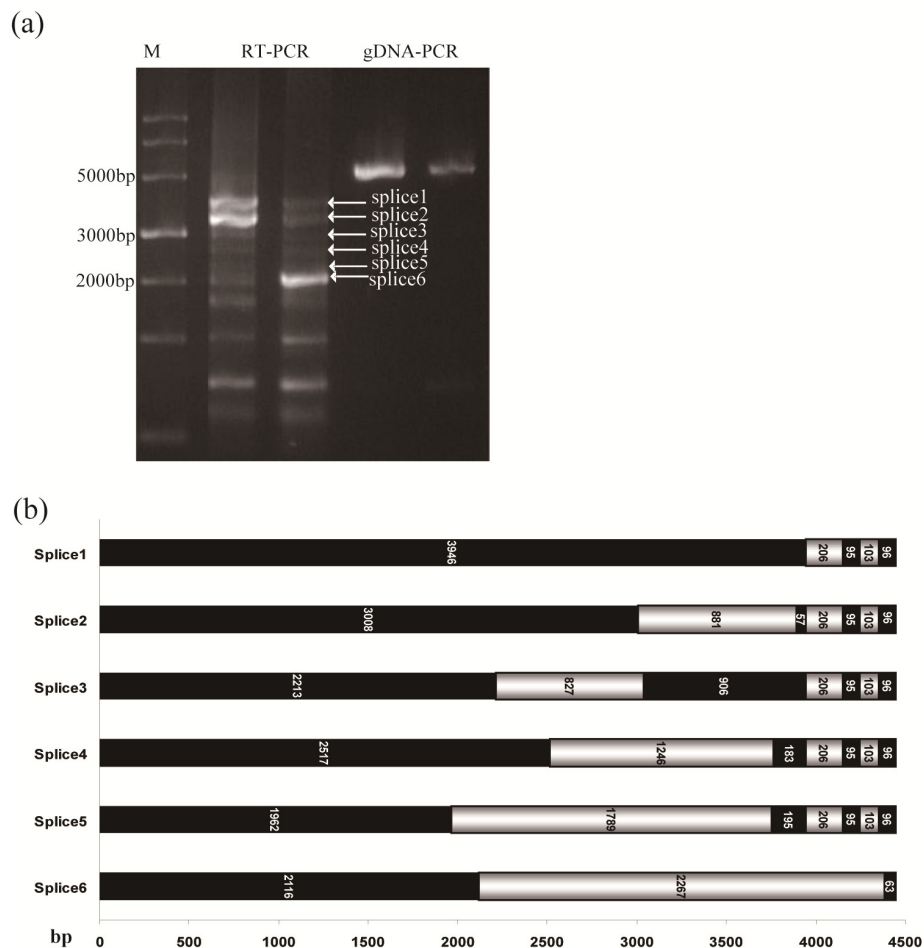 (a)
M RT-PCR gDNA-PCR
5000bp
3000bp
2000bp
splice1
splice2
splice3
splice4
splice5
splice6
(b)
Splice1 3946 206 95 103 96
Splice2 3008 881 57 206 95 103 96
Splice3 2213 827 906 206 95 103 96
Splice4 2517 1246 183 206 95 103 96
Splice5 1962 1789 195 206 95 103 96
Splice6 2116 2267 63
bp 0 500 1000 1500 2000 2500 3000 3500 4000 4500